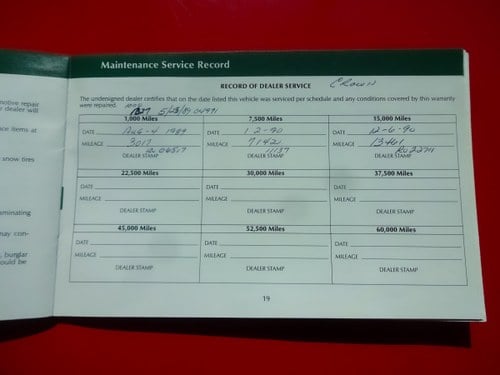 Maintenance Service Record
RECORD OF DEALER SERVICE Crown
The undersigned dealer certifies that on the date listed this vehicle was serviced per schedule and any conditions covered by this warranty
were repaired.
1,000 Miles 7,500 Miles 15,000 Miles
DATE Aug-4 1989 DATE 1-2-90 DATE 12-6-90
MILEAGE 3017 MILEAGE 7142 MILEAGE 13461
DEALER STAMP DEALER STAMP 11137 DEALER STAMP
22,500 Miles 30,000 Miles 37,500 Miles
DATE DATE DATE
MILEAGE MILEAGE MILEAGE
DEALER STAMP DEALER STAMP DEALER STAMP
45,000 Miles 52,500 Miles 60,000 Miles
DATE DATE DATE
MILEAGE MILEAGE MILEAGE
DEALER STAMP DEALER STAMP DEALER STAMP
19
motive repair
dealer will
ce items at
snow tires
aminating
may con-
, burglar
ould be